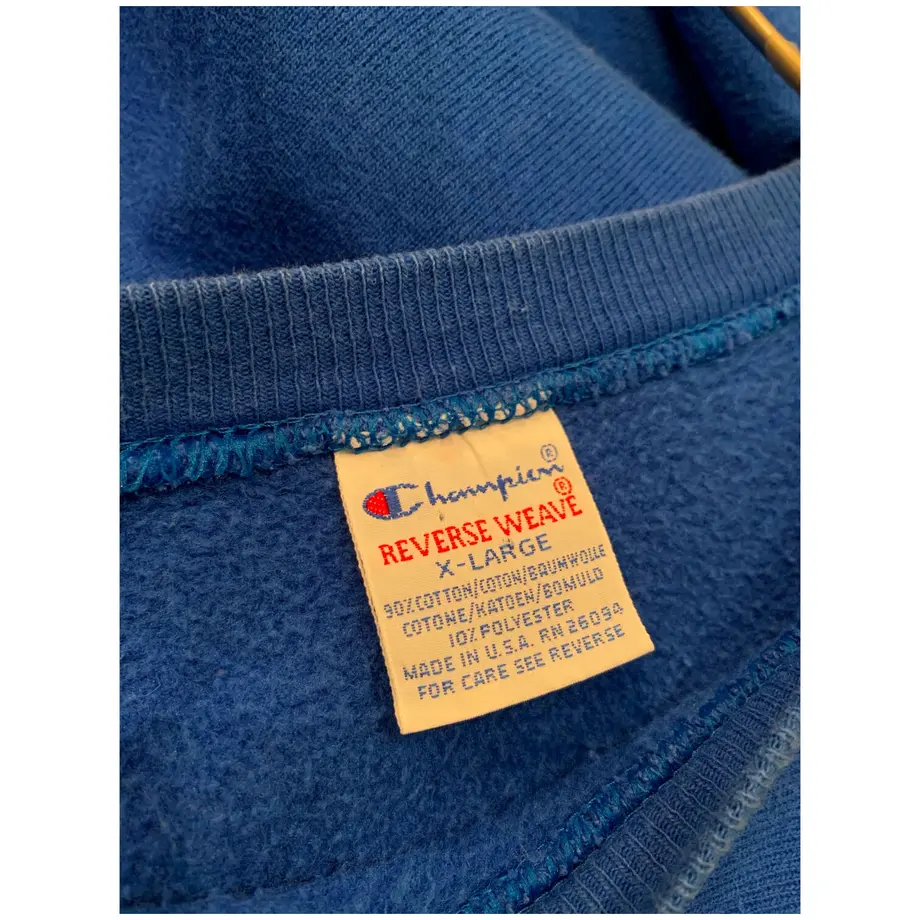 Champion®
REVERSE WEAVE®
X-LARGE
90% COTTON/COTON/BAUMWOLLE
COTONE/KATOEN/BOMULD
10% POLYESTER
MADE IN U.S.A. RN 26094
FOR CARE SEE REVERSE